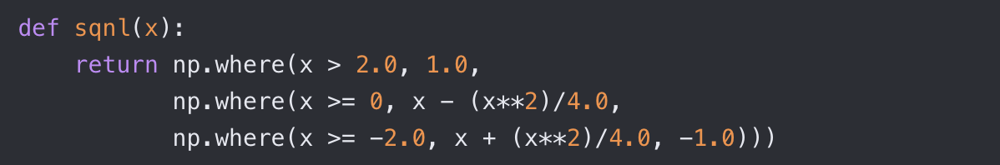 def sqnl(x):
    return np.where(x > 2.0, 1.0,
           np.where(x >= 0, x − (x**2)/4.0,
           np.where(x >= −2.0, x + (x**2)/4.0, −1.0)))